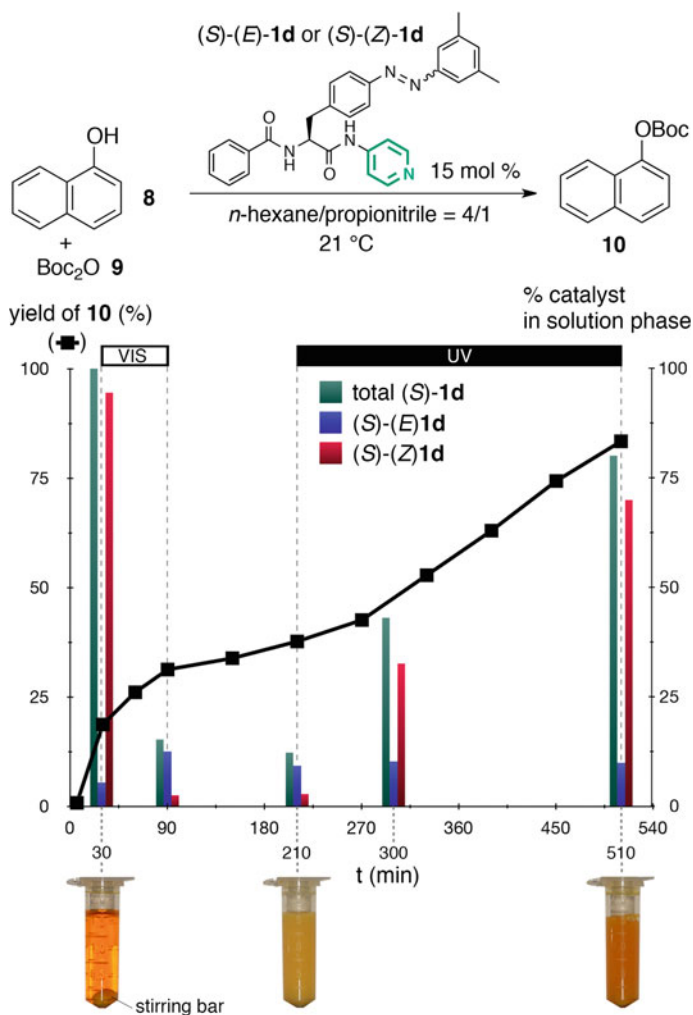 (S)-(E)-1d or (S)-(Z)-1d
N
N
O
N
H
H
N
O
N
15 mol %
OH
8
+
Boc2O 9
n-hexane/propionitrile = 4/1
21 °C
OBoc
10
yield of 10 (%)
% catalyst
in solution phase
VIS
UV
total (S)-1d
(S)-(E)1d
(S)-(Z)1d
100
75
50
25
0
100
75
50
25
0
0
90
180
270
360
450
540
30
210
300
510
t (min)
stirring bar